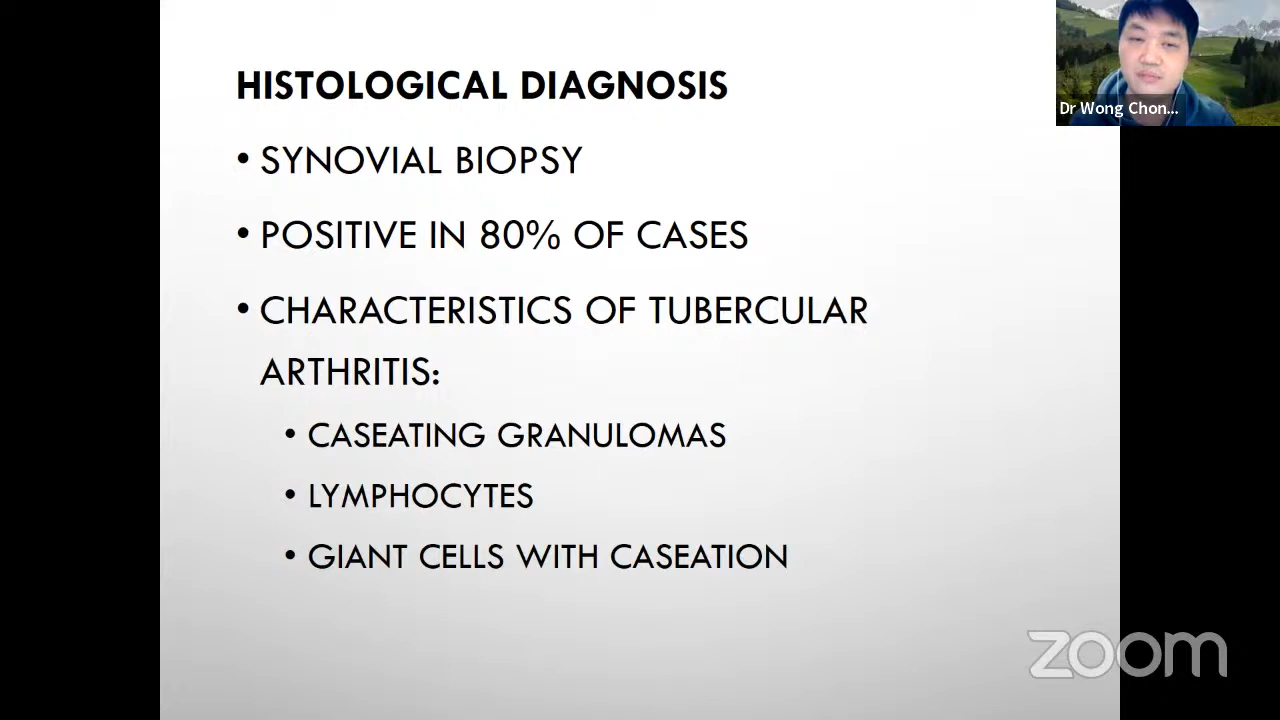 HISTOLOGICAL DIAGNOSIS
• SYNOVIAL BIOPSY
• POSITIVE IN 80% OF CASES
• CHARACTERISTICS OF TUBERCULAR
ARTHRITIS:
• CASEATING GRANULOMAS
• LYMPHOCYTES
• GIANT CELLS WITH CASEATION
Dr Wong Chon...
zoom